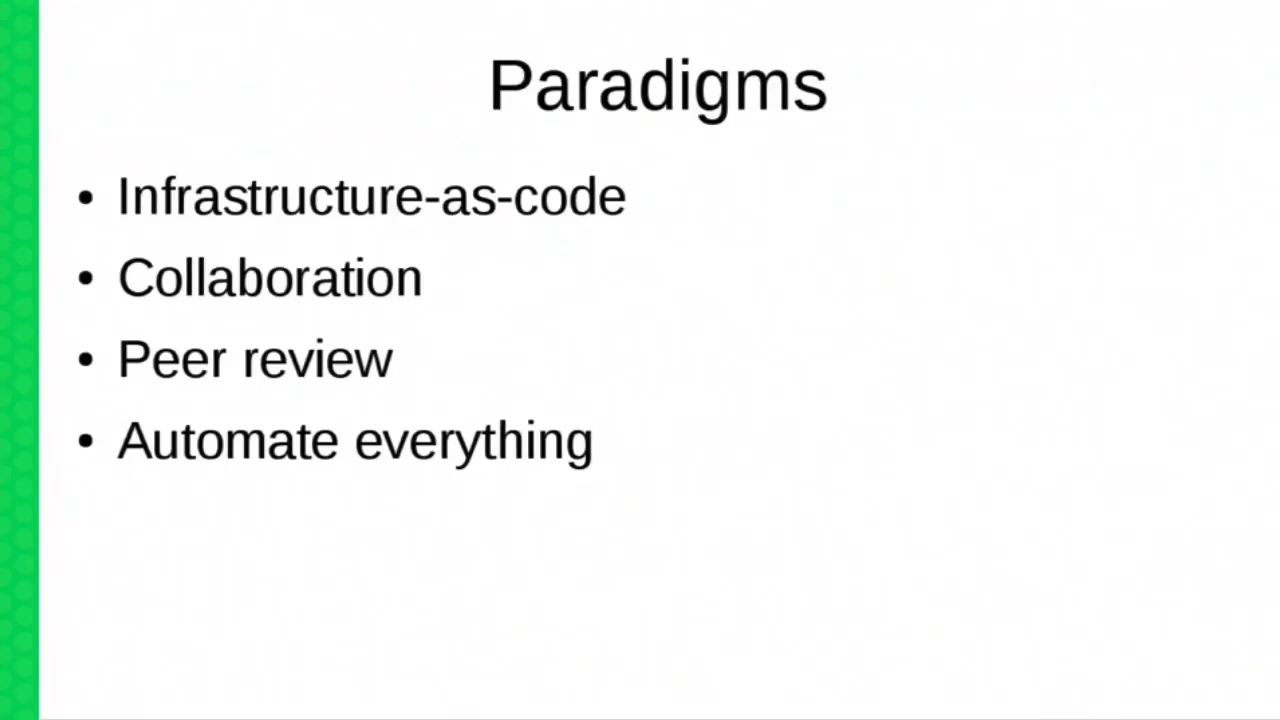 Paradigms
• Infrastructure-as-code
• Collaboration
• Peer review
• Automate everything